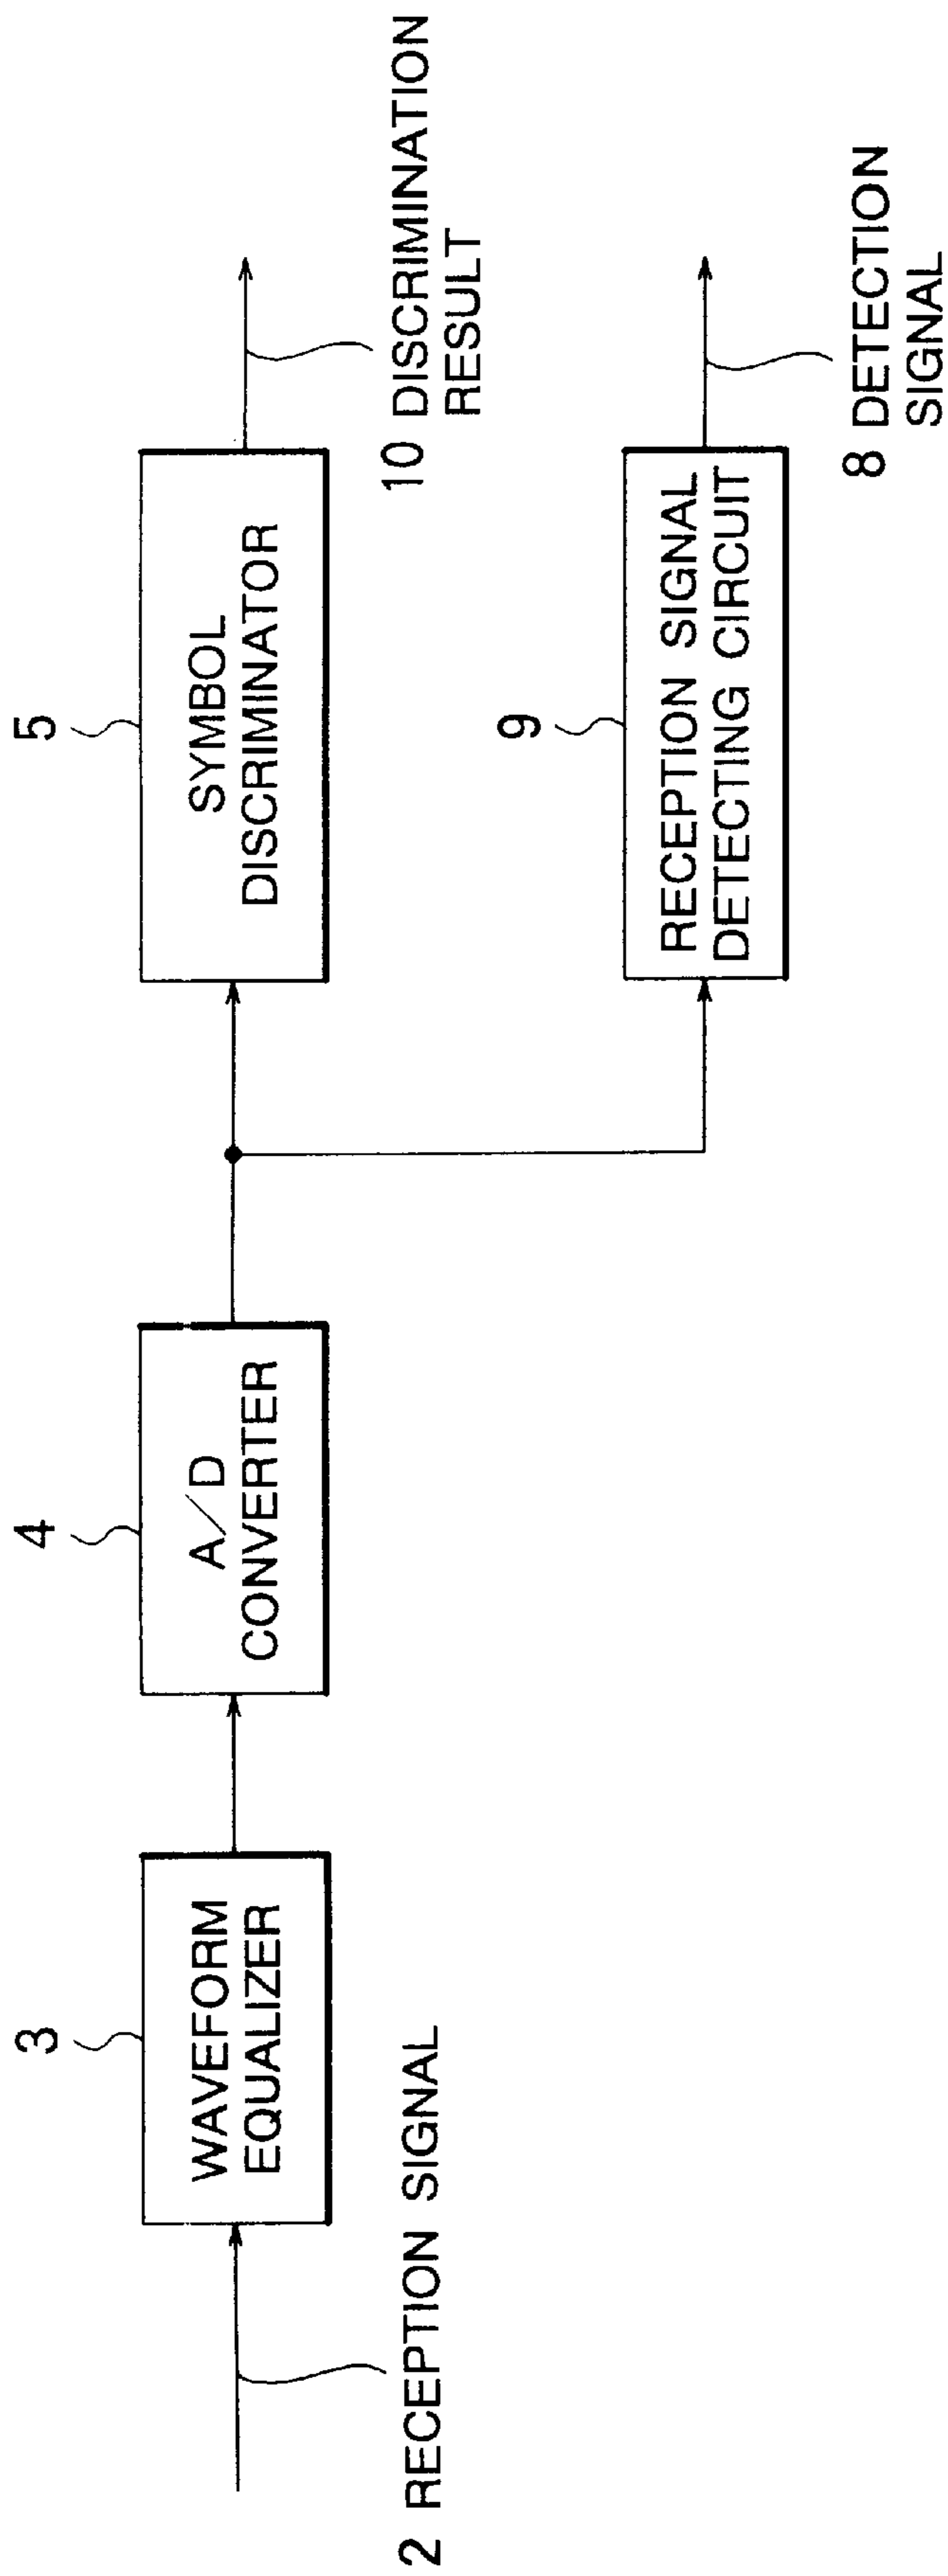 3
WAVEFORM
EQUALIZER
2 RECEPTION SIGNAL
4
A/D
CONVERTER
5
SYMBOL
DISCRIMINATOR
10 DISCRIMINATION
RESULT
9
RECEPTION SIGNAL
DETECTING CIRCUIT
8 DETECTION
SIGNAL